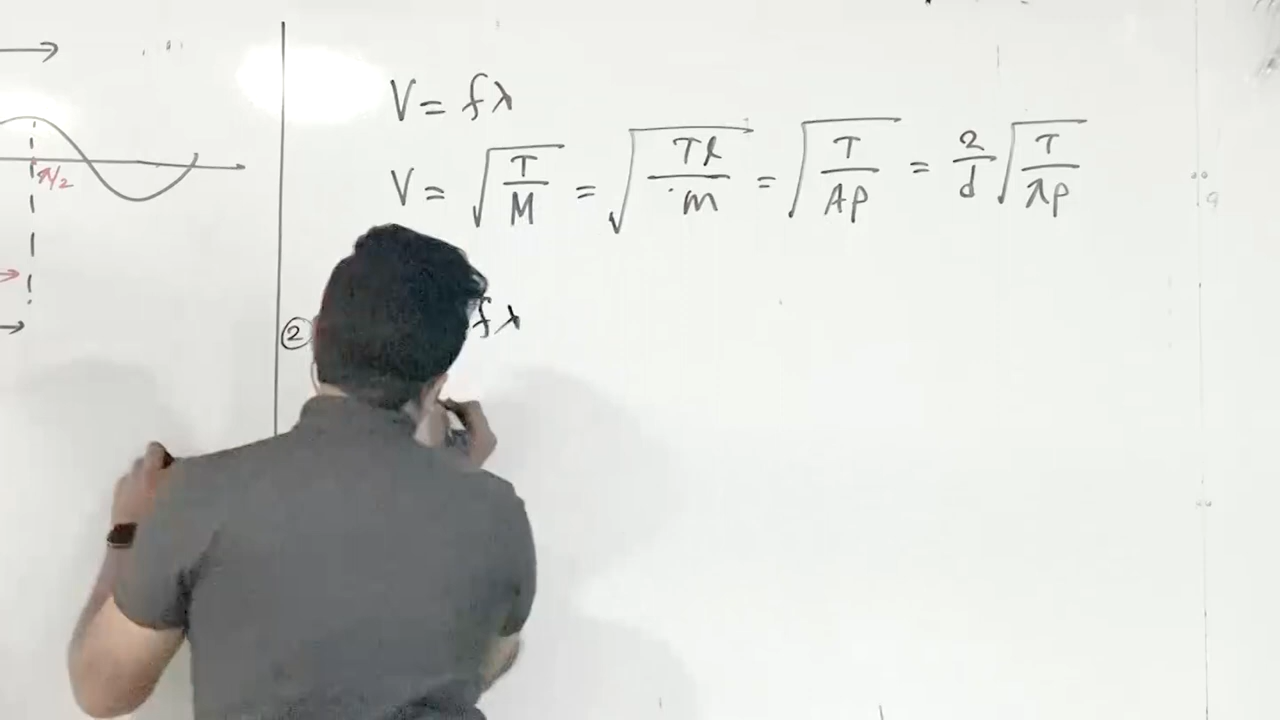 π/2
V = fλ
V = √(T/M) = √(Tℓ/m) = √(T/Aρ) = 2/d √(T/πρ)
② fλ